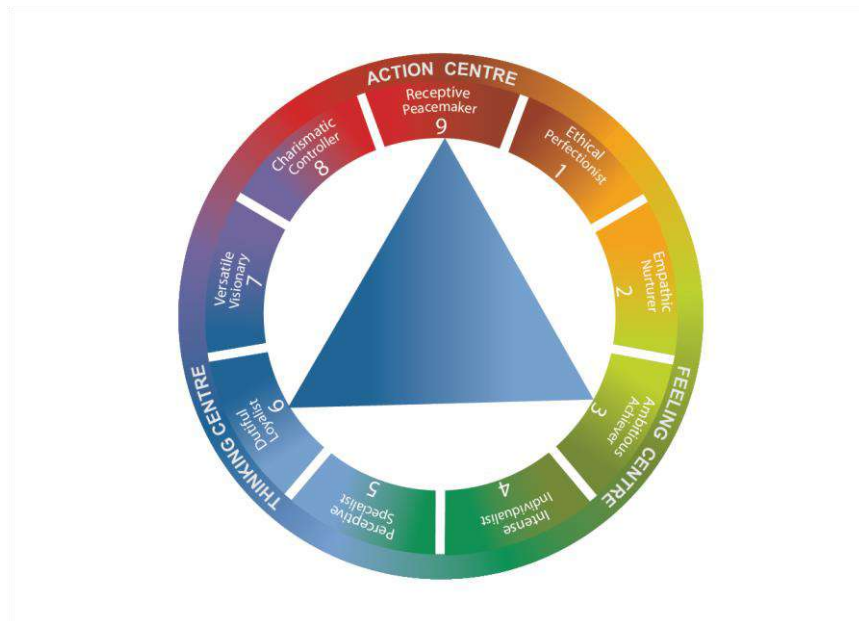 ACTION CENTRE
Receptive
Peacemaker
9
Ethical
Perfectionist
1
Empathic
Nurturer
2
FEELING CENTRE
Ambitious
Achiever
3
Intense
Individualist
4
Perceptive
Specialist
5
THINKING CENTRE
Dutiful
Loyalist
6
Versatile
Visionary
7
Charismatic
Controller
8